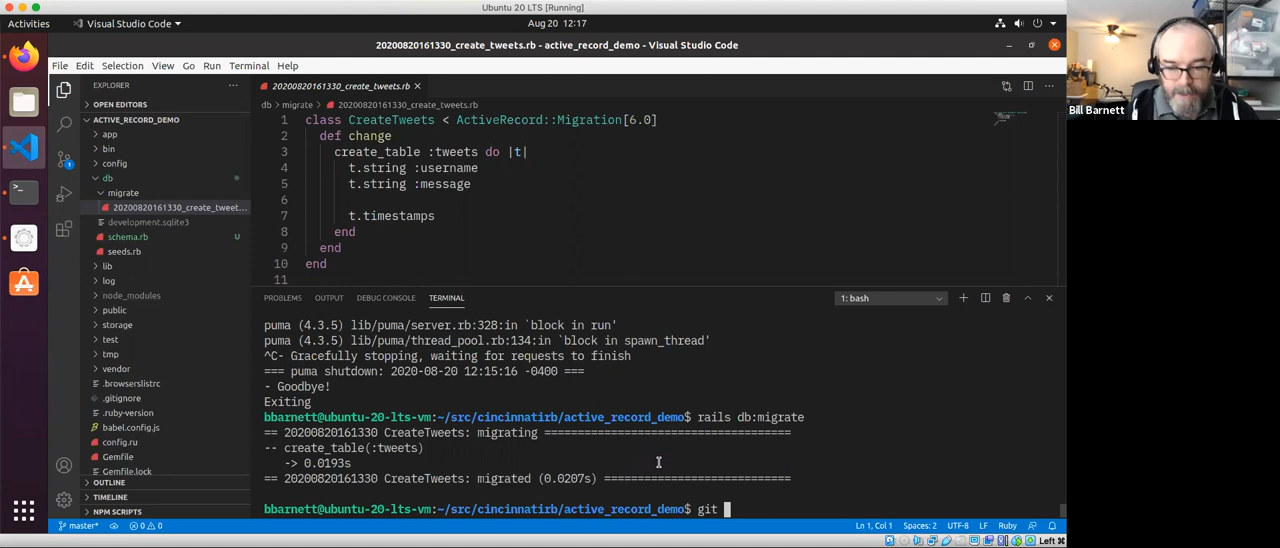 Ubuntu 20 LTS [Running]
Activities
Visual Studio Code
Aug 20 12:17
20200820161330_create_tweets.rb - active_record_demo - Visual Studio Code
File Edit Selection View Go Run Terminal Help
EXPLORER
OPEN EDITORS
ACTIVE_RECORD_DEMO
app
bin
config
db
migrate
20200820161330_create_tweet...
development.sqlite3
schema.rb U
seeds.rb
lib
log
node_modules
public
storage
test
tmp
vendor
.browserslistrc
.gitignore
.ruby-version
babel.config.js
config.ru
Gemfile
Gemfile.lock
OUTLINE
TIMELINE
NPM SCRIPTS
20200820161330_create_tweets.rb
db > migrate > 20200820161330_create_tweets.rb
1 class CreateTweets < ActiveRecord::Migration[6.0]
2 def change
3 create_table :tweets do |t|
4 t.string :username
5 t.string :message
6
7 t.timestamps
8 end
9 end
10 end
11
PROBLEMS OUTPUT DEBUG CONSOLE TERMINAL
1: bash
puma (4.3.5) lib/puma/server.rb:328:in `block in run'
puma (4.3.5) lib/puma/thread_pool.rb:134:in `block in spawn_thread'
^C- Gracefully stopping, waiting for requests to finish
=== puma shutdown: 2020-08-20 12:15:16 -0400 ===
- Goodbye!
Exiting
bbarnett@ubuntu-20-lts-vm:~/src/cincinnatirb/active_record_demo$ rails db:migrate
== 20200820161330 CreateTweets: migrating =====================================
-- create_table(:tweets)
-> 0.0193s
== 20200820161330 CreateTweets: migrated (0.0207s) ============================
bbarnett@ubuntu-20-lts-vm:~/src/cincinnatirb/active_record_demo$ git
master*
0 0
Ln 1, Col 1
Spaces: 2
UTF-8
LF
Ruby
Left ⌘
Bill Barnett